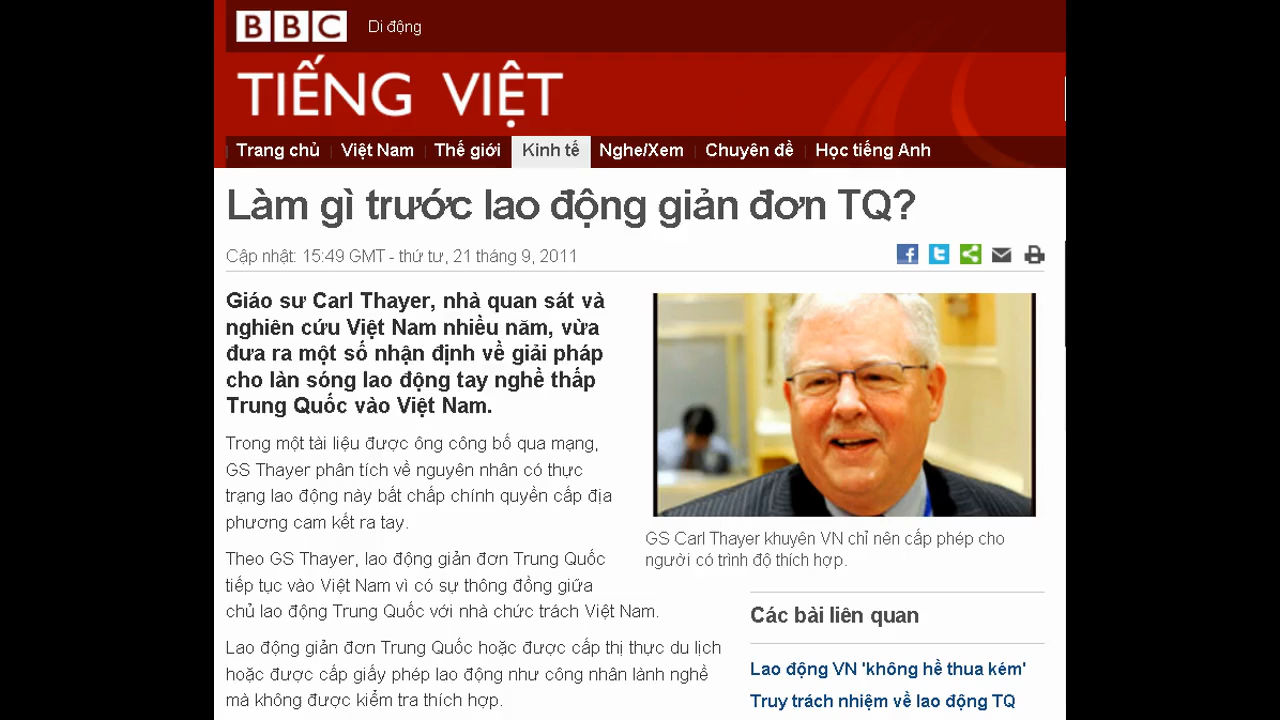 BBC Di động
TIẾNG VIỆT
Trang chủ Việt Nam Thế giới Kinh tế Nghe/Xem Chuyên đề Học tiếng Anh
Làm gì trước lao động giản đơn TQ?
Cập nhật: 15:49 GMT - thứ tư, 21 tháng 9, 2011
Giáo sư Carl Thayer, nhà quan sát và
nghiên cứu Việt Nam nhiều năm, vừa
đưa ra một số nhận định về giải pháp
cho làn sóng lao động tay nghề thấp
Trung Quốc vào Việt Nam.
Trong một tài liệu được ông công bố qua mạng,
GS Thayer phân tích về nguyên nhân có thực
trạng lao động này bất chấp chính quyền cấp địa
phương cam kết ra tay.
Theo GS Thayer, lao động giản đơn Trung Quốc
tiếp tục vào Việt Nam vì có sự thông đồng giữa
chủ lao động Trung Quốc với nhà chức trách Việt Nam.
Lao động giản đơn Trung Quốc hoặc được cấp thị thực du lịch
hoặc được cấp giấy phép lao động như công nhân lành nghề
mà không được kiểm tra thích hợp.
GS Carl Thayer khuyên VN chỉ nên cấp phép cho
người có trình độ thích hợp.
Các bài liên quan
Lao động VN 'không hề thua kém'
Truy trách nhiệm về lao động TQ